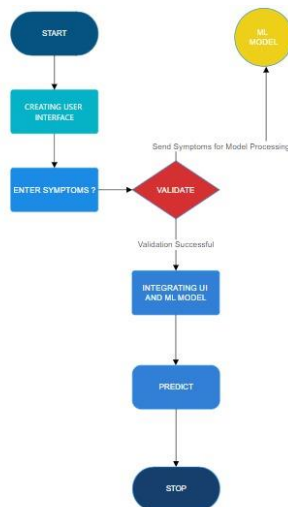 START
ML
MODEL
CREATING USER
INTERFACE
Send Symptoms for Model Processing
ENTER SYMPTOMS ?
VALIDATE
Validation Successful
INTEGRATING UI
AND ML MODEL
PREDICT
STOP